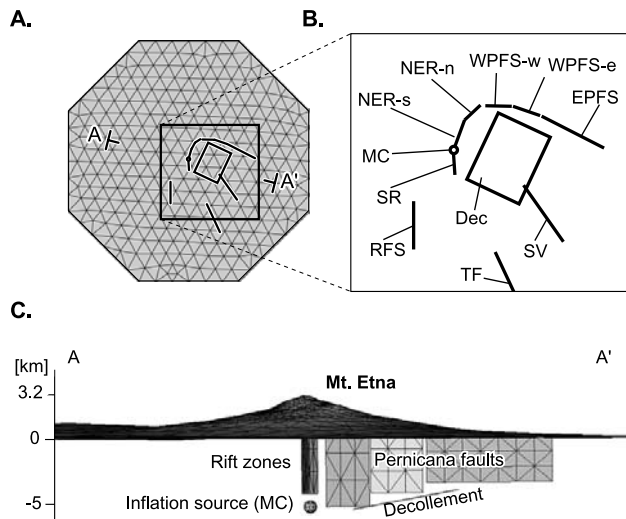 A.
B.
A
A'
NER-n
WPFS-w
WPFS-e
EPFS
NER-s
MC
SR
Dec
RFS
SV
TF
C.
[km]
A
A'
3.2
Mt. Etna
0
Rift zones
Pernicana faults
-5
Inflation source (MC)
Decollement